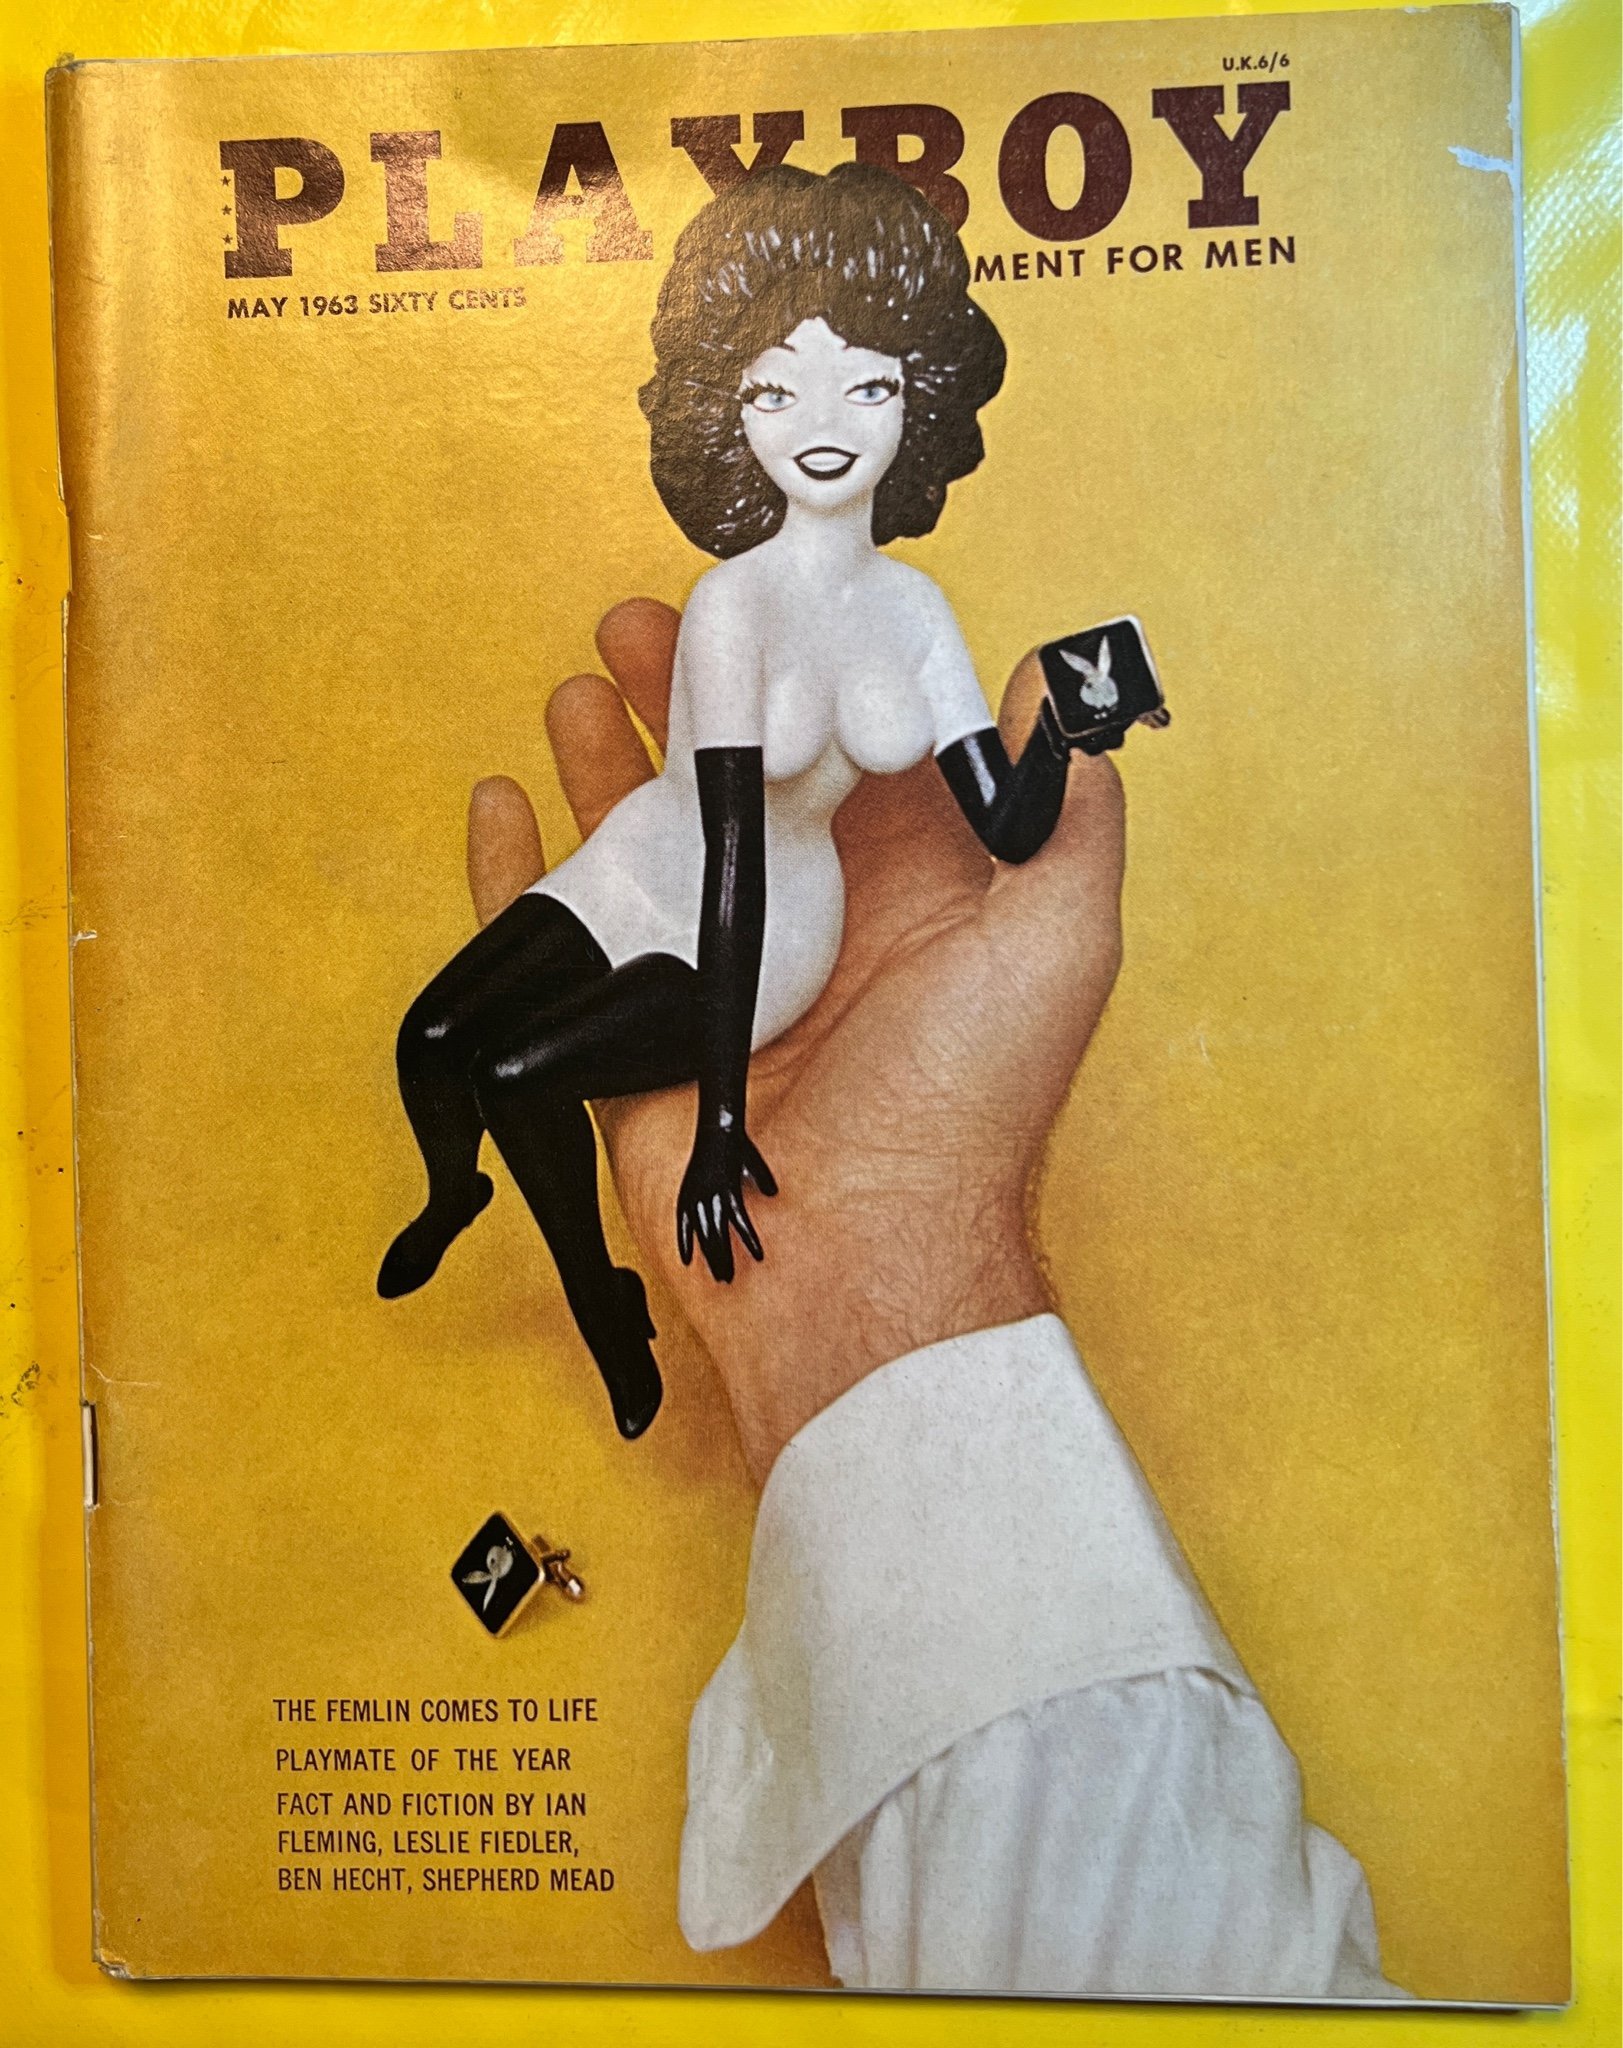 U.K.6/6
PLAYBOY
MENT FOR MEN
MAY 1963 SIXTY CENTS
THE FEMLIN COMES TO LIFE
PLAYMATE OF THE YEAR
FACT AND FICTION BY IAN
FLEMING, LESLIE FIEDLER,
BEN HECHT, SHEPHERD MEAD